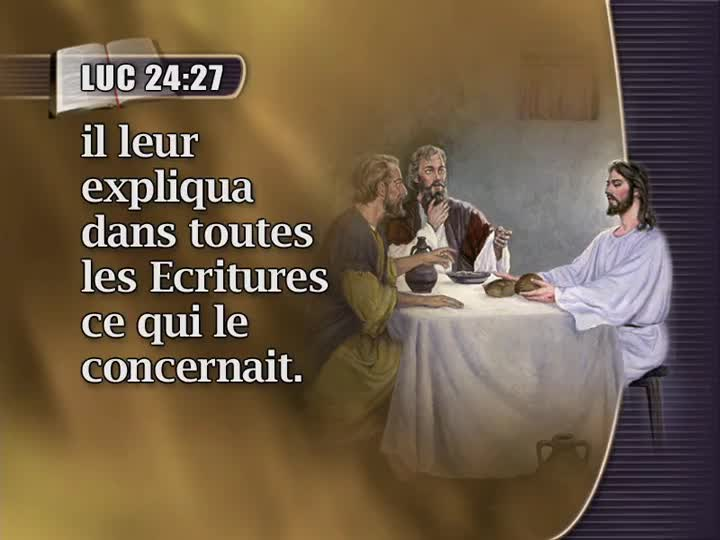 LUC 24:27
il leur
expliqua
dans toutes
les Ecritures
ce qui le
concernait.